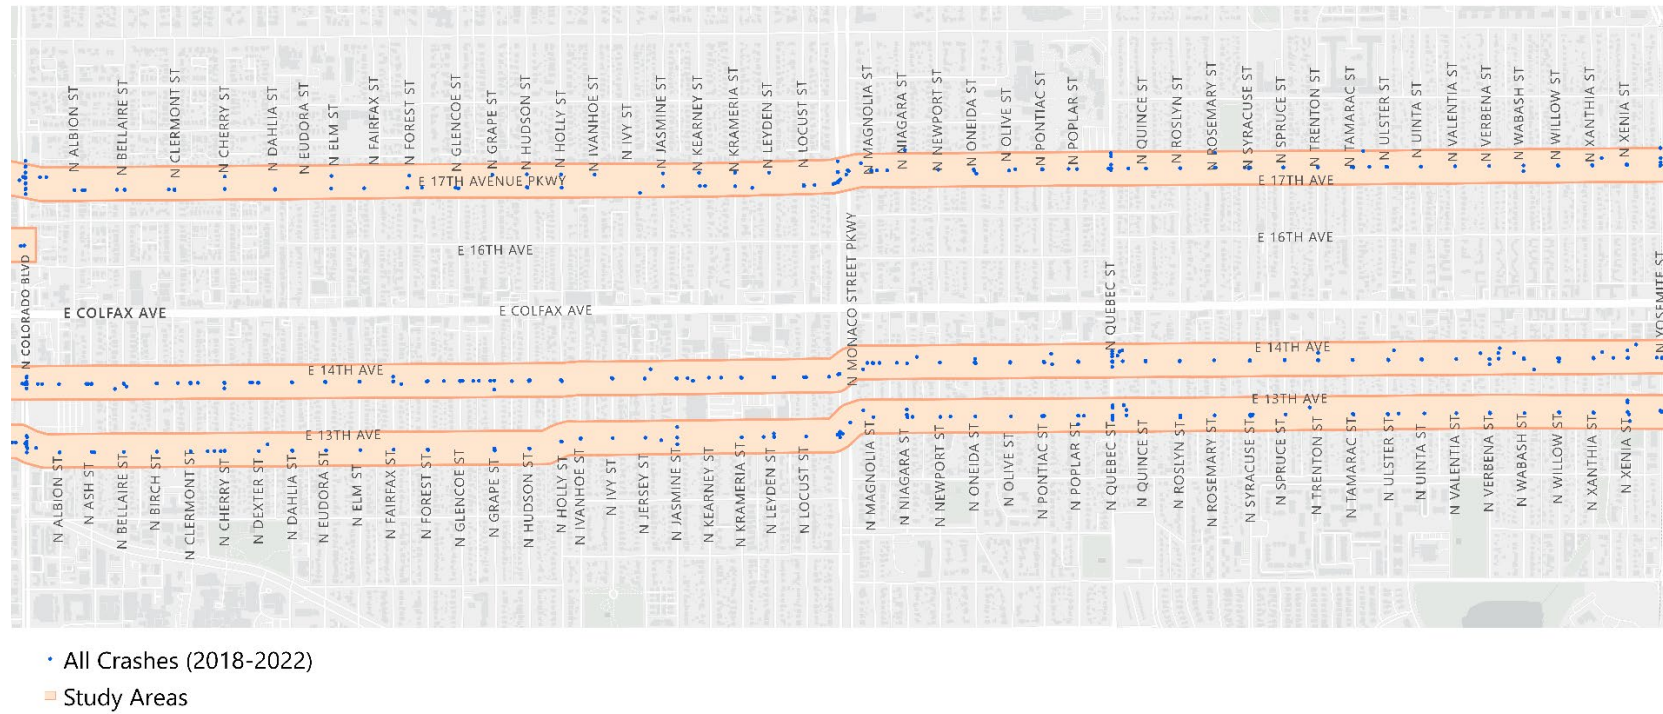 N ALBION ST
N BELLAIRE ST
N CLERMONT ST
N CHERRY ST
N DAHLIA ST
N EUDORA ST
N ELM ST
N FAIRFAX ST
N FOREST ST
N GLENCOE ST
N GRAPE ST
N HUDSON ST
N HOLLY ST
N IVANHOE ST
N IVY ST
N JASMINE ST
N KEARNEY ST
N KRAMERIA ST
N LEYDEN ST
N LOCUST ST
N MAGNOLIA ST
N NIAGARA ST
N NEWPORT ST
N ONEIDA ST
N OLIVE ST
N PONTIAC ST
N POPLAR ST
N QUINCE ST
N ROSLYN ST
N ROSEMARY ST
N SYRACUSE ST
N SPRUCE ST
N TRENTON ST
N TAMARAC ST
N ULSTER ST
N UINTA ST
N VALENTIA ST
N VERBENA ST
N WABASH ST
N WILLOW ST
N XANTHIA ST
N XENIA ST
E 17TH AVENUE PKWY
E 17TH AVE
E 16TH AVE
E 16TH AVE
N COLORADO BLVD
N MONACO STREET PKWY
N QUEBEC ST
N YOSEMITE ST
E COLFAX AVE
E COLFAX AVE
E 14TH AVE
E 14TH AVE
E 13TH AVE
E 13TH AVE
N ALBION ST
N ASH ST
N BELLAIRE ST
N BIRCH ST
N CLERMONT ST
N CHERRY ST
N DEXTER ST
N DAHLIA ST
N EUDORA ST
N ELM ST
N FAIRFAX ST
N FOREST ST
N GLENCOE ST
N GRAPE ST
N HUDSON ST
N HOLLY ST
N IVANHOE ST
N IVY ST
N JERSEY ST
N JASMINE ST
N KEARNEY ST
N KRAMERIA ST
N LEYDEN ST
N LOCUST ST
N MAGNOLIA ST
N NIAGARA ST
N NEWPORT ST
N ONEIDA ST
N OLIVE ST
N PONTIAC ST
N POPLAR ST
N QUEBEC ST
N QUINCE ST
N ROSLYN ST
N ROSEMARY ST
N SYRACUSE ST
N SPRUCE ST
N TRENTON ST
N TAMARAC ST
N ULSTER ST
N UINTA ST
N VALENTIA ST
N VERBENA ST
N WABASH ST
N WILLOW ST
N XANTHIA ST
N XENIA ST
All Crashes (2018-2022)
Study Areas